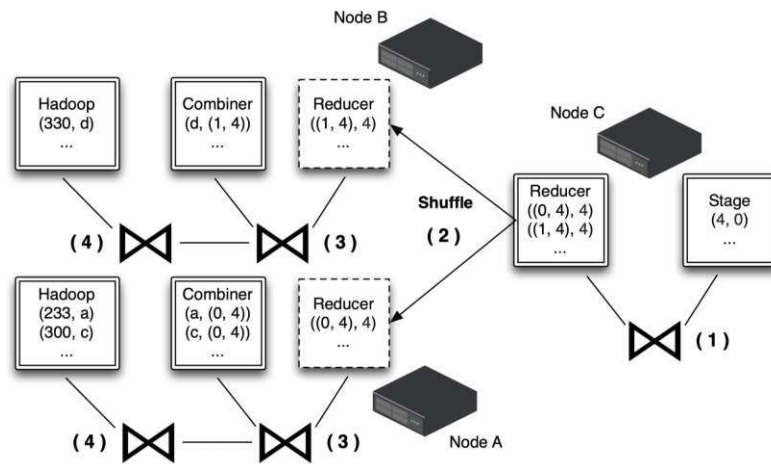 Node B
Hadoop
(330, d)
...
Combiner
(d, (1, 4))
...
Reducer
((1, 4), 4)
...
Node C
Shuffle
( 2 )
Reducer
((0, 4), 4)
((1, 4), 4)
...
Stage
(4, 0)
...
( 4 )
( 3 )
( 1 )
Hadoop
(233, a)
(300, c)
...
Combiner
(a, (0, 4))
(c, (0, 4))
...
Reducer
((0, 4), 4)
...
( 4 )
( 3 )
Node A